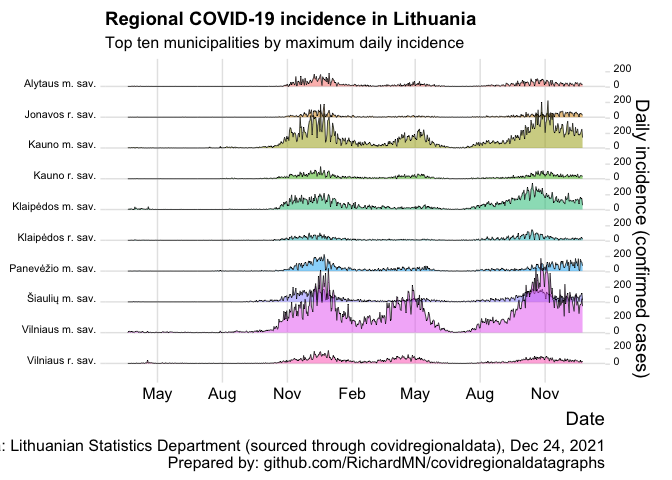 Regional COVID-19 incidence in Lithuania
Top ten municipalities by maximum daily incidence
Alytaus m. sav.
Jonavos r. sav.
Kauno m. sav.
Kauno r. sav.
Klaipėdos m. sav.
Klaipėdos r. sav.
Panevėžio m. sav.
Šiaulių m. sav.
Vilniaus m. sav.
Vilniaus r. sav.
200
0
200
0
200
0
200
0
200
0
200
0
200
0
200
0
200
0
200
0
Daily incidence (confirmed cases)
May Aug Nov Feb May Aug Nov
Date
: Lithuanian Statistics Department (sourced through covidregionaldata), Dec 24, 2021
Prepared by: github.com/RichardMN/covidregionaldatagraphs